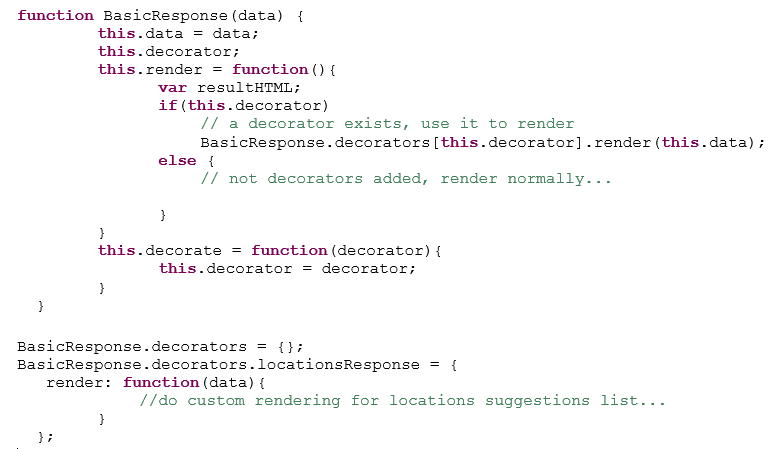 function BasicResponse(data) {
this.data = data;
this.decorator;
this.render = function(){
var resultHTML;
if(this.decorator)
// a decorator exists, use it to render
BasicResponse.decorators[this.decorator].render(this.data);
else {
// not decorators added, render normally...
}
}
this.decorate = function(decorator){
this.decorator = decorator;
}
}
BasicResponse.decorators = {};
BasicResponse.decorators.locationsResponse = {
render: function(data){
//do custom rendering for locations suggestions list...
}
};